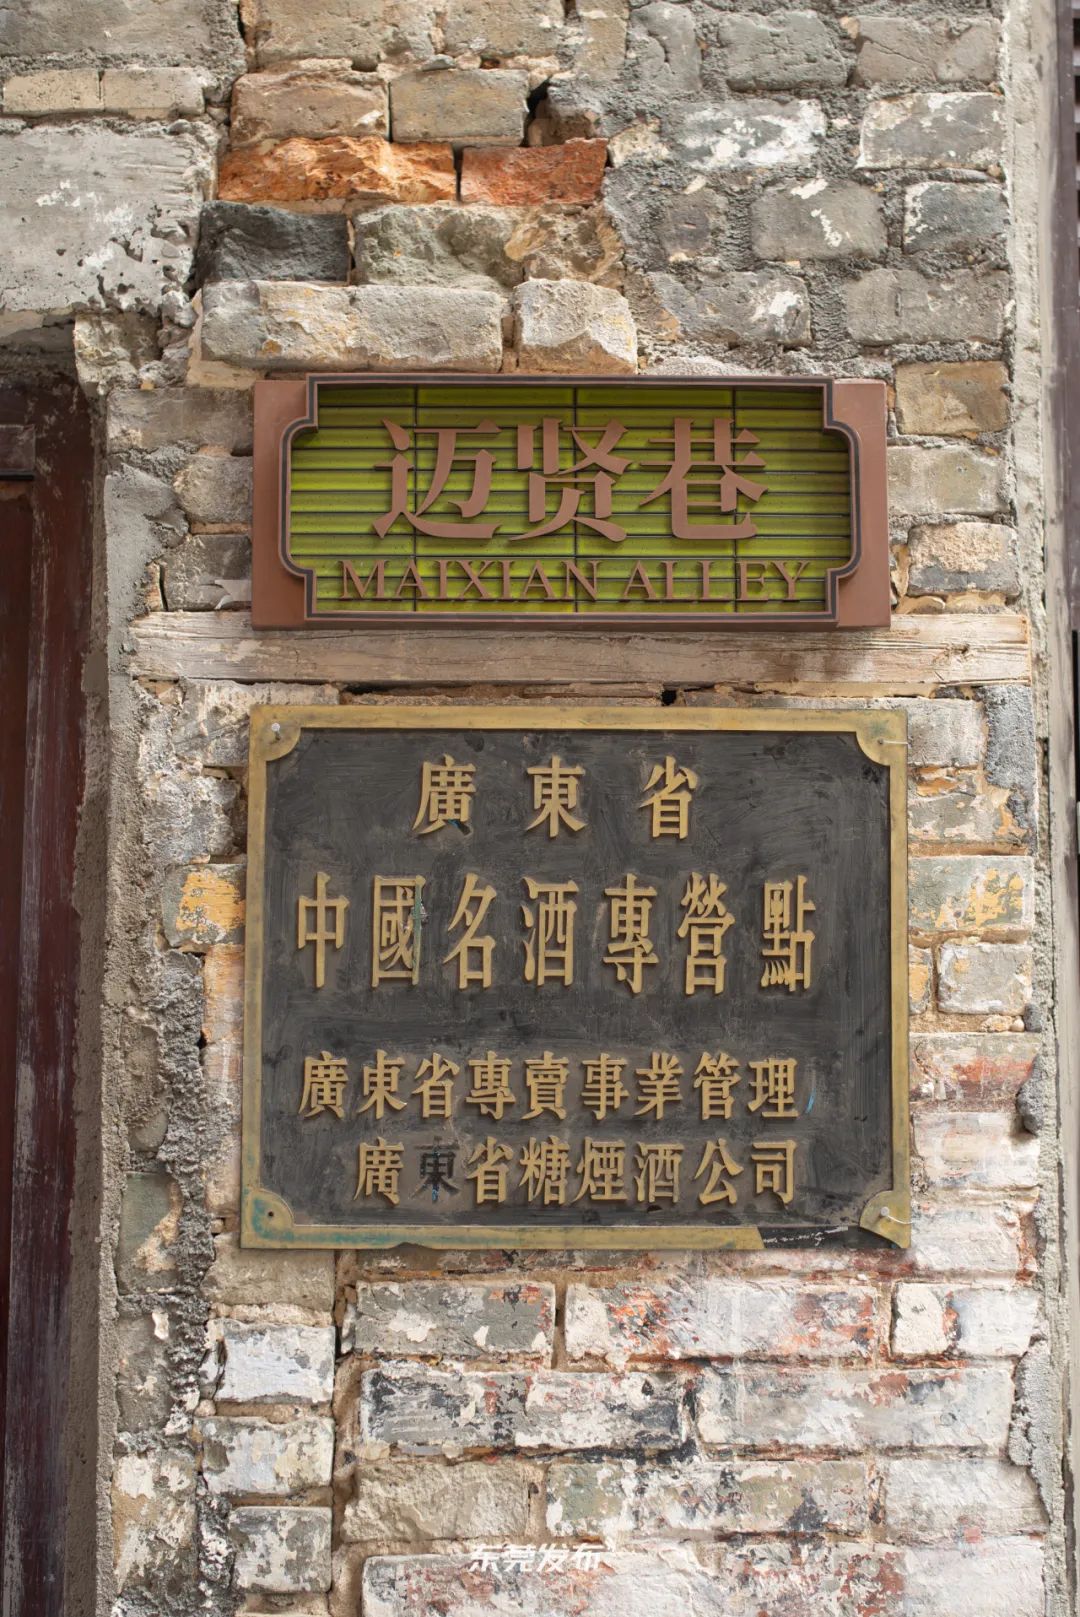 迈贤巷
MAIXIAN ALLEY
廣東省
中國名酒專營點
廣東省專賣事業管理
廣東省糖煙酒公司
东莞发布